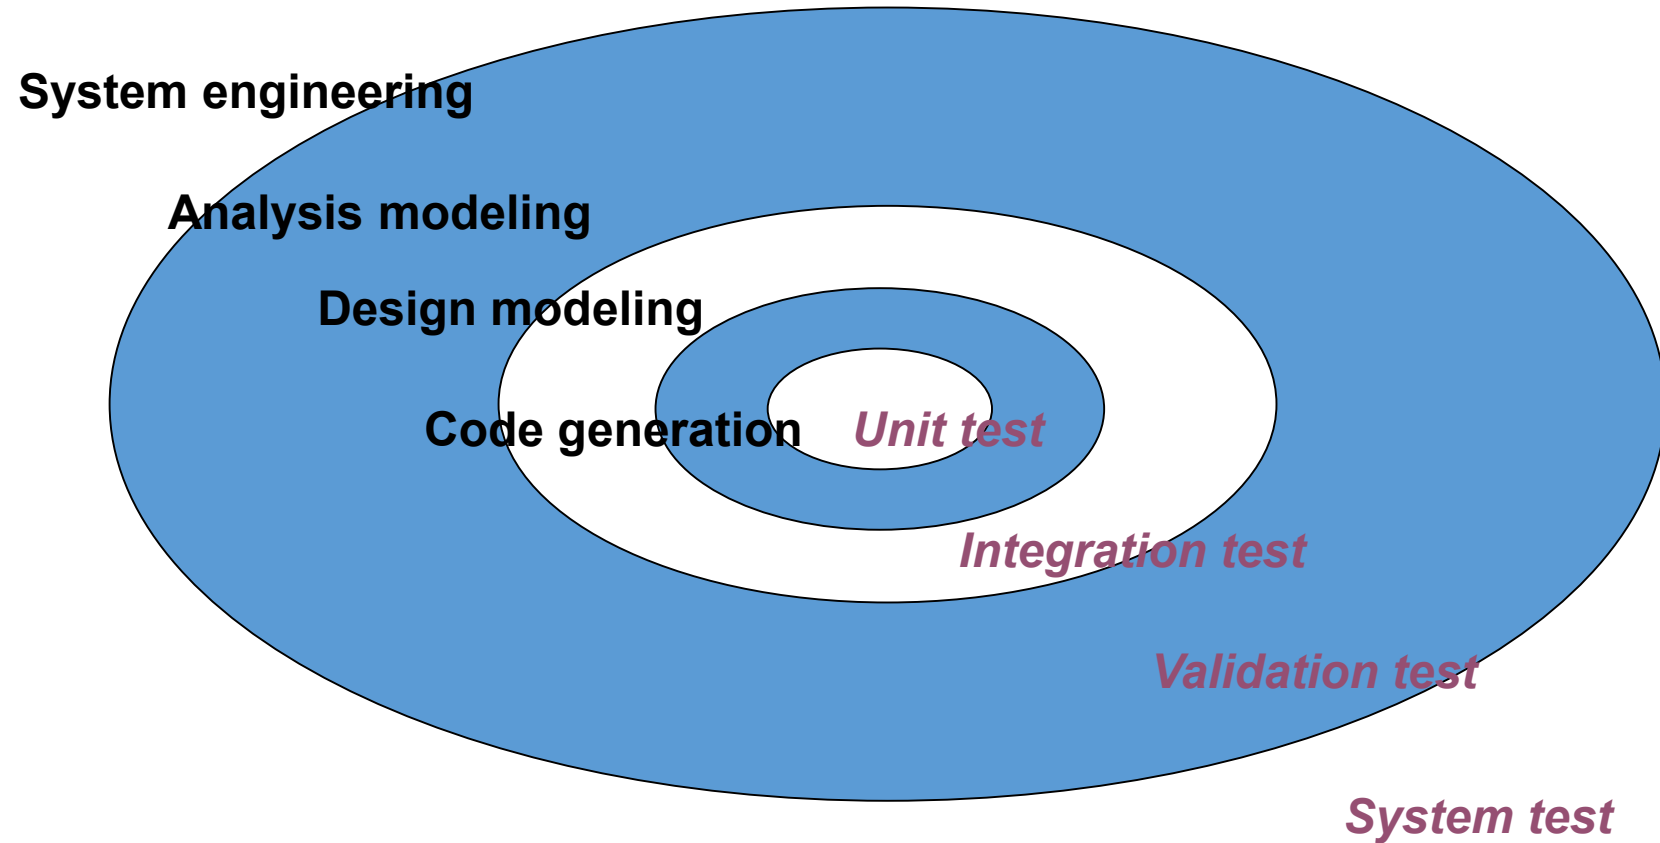 System engineering
Analysis modeling
Design modeling
Code generation Unit test
Integration test
Validation test
System test